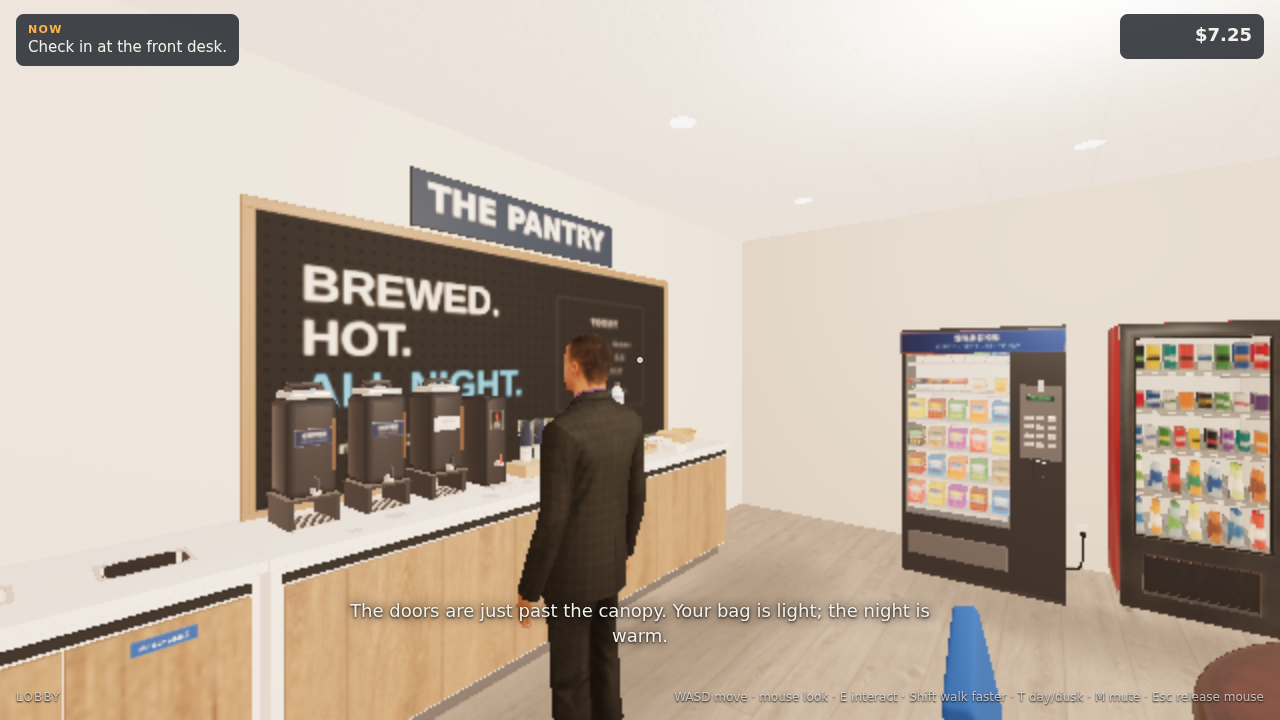 NOW
Check in at the front desk.
$7.25
THE PANTRY
BREWED.
HOT.
ALL NIGHT.
TODAY
The doors are just past the canopy. Your bag is light; the night is
warm.
LOBBY
WASD move · mouse look · E interact · Shift walk faster · T day/dusk · M mute · Esc release mouse